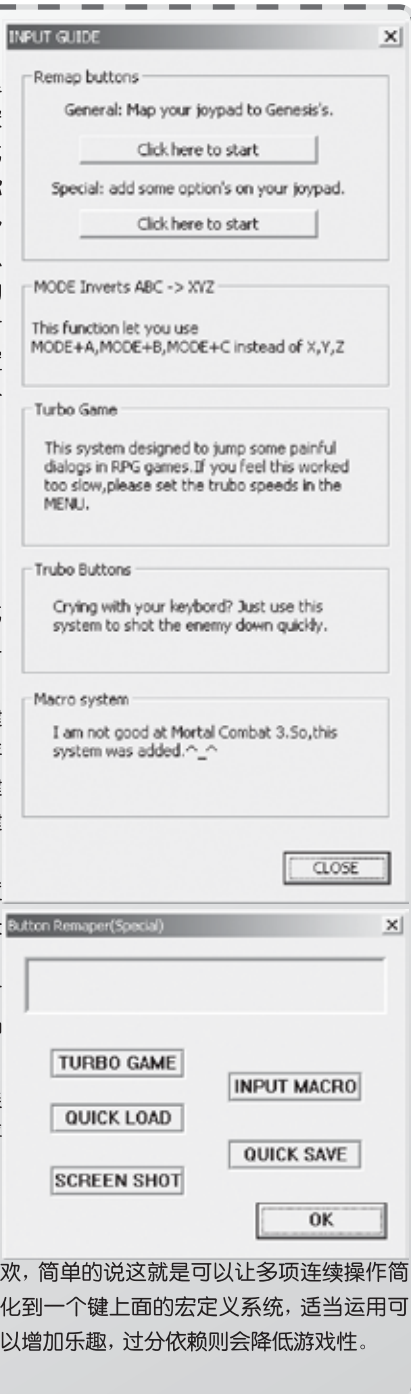 INPUT GUIDE
Remap buttons
General: Map your joypad to Genesis's.
Click here to start
Special: add some option's on your joypad.
Click here to start
MODE Inverts ABC -> XYZ
This function let you use
MODE+A,MODE+B,MODE+C instead of X,Y,Z
Turbo Game
This system designed to jump some painful
dialogs in RPG games.If you feel this worked
too slow,please set the trubo speeds in the
MENU.
Trubo Buttons
Crying with your keybord? Just use this
system to shot the enemy down quickly.
Macro system
I am not good at Mortal Combat 3.So,this
system was added.^_^
CLOSE
Button Remaper(Special)
TURBO GAME
INPUT MACRO
QUICK LOAD
QUICK SAVE
SCREEN SHOT
OK
欢，简单的说这就是可以让多项连续操作简
化到一个键上面的宏定义系统，适当运用可
以增加乐趣，过分依赖则会降低游戏性。